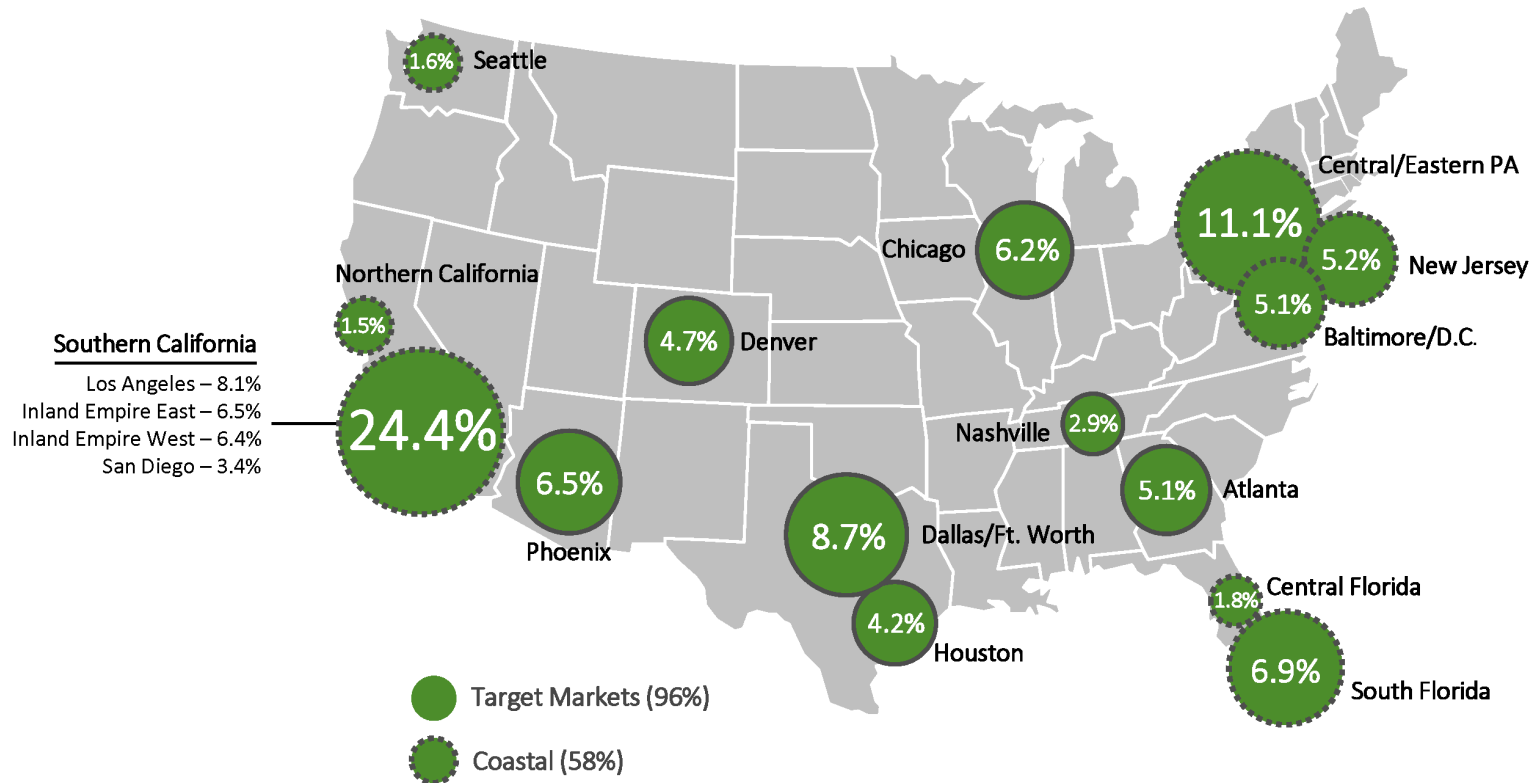 1.6%
Seattle
Central/Eastern PA
11.1%
Chicago
6.2%
5.2%
New Jersey
Northern California
5.1%
1.5%
Baltimore/D.C.
Southern California
4.7%
Denver
Los Angeles – 8.1%
Inland Empire East – 6.5%
Inland Empire West – 6.4%
San Diego – 3.4%
24.4%
2.9%
Nashville
6.5%
Phoenix
5.1%
Atlanta
8.7%
Dallas/Ft. Worth
1.8%
Central Florida
4.2%
Houston
6.9%
South Florida
Target Markets (96%)
Coastal (58%)